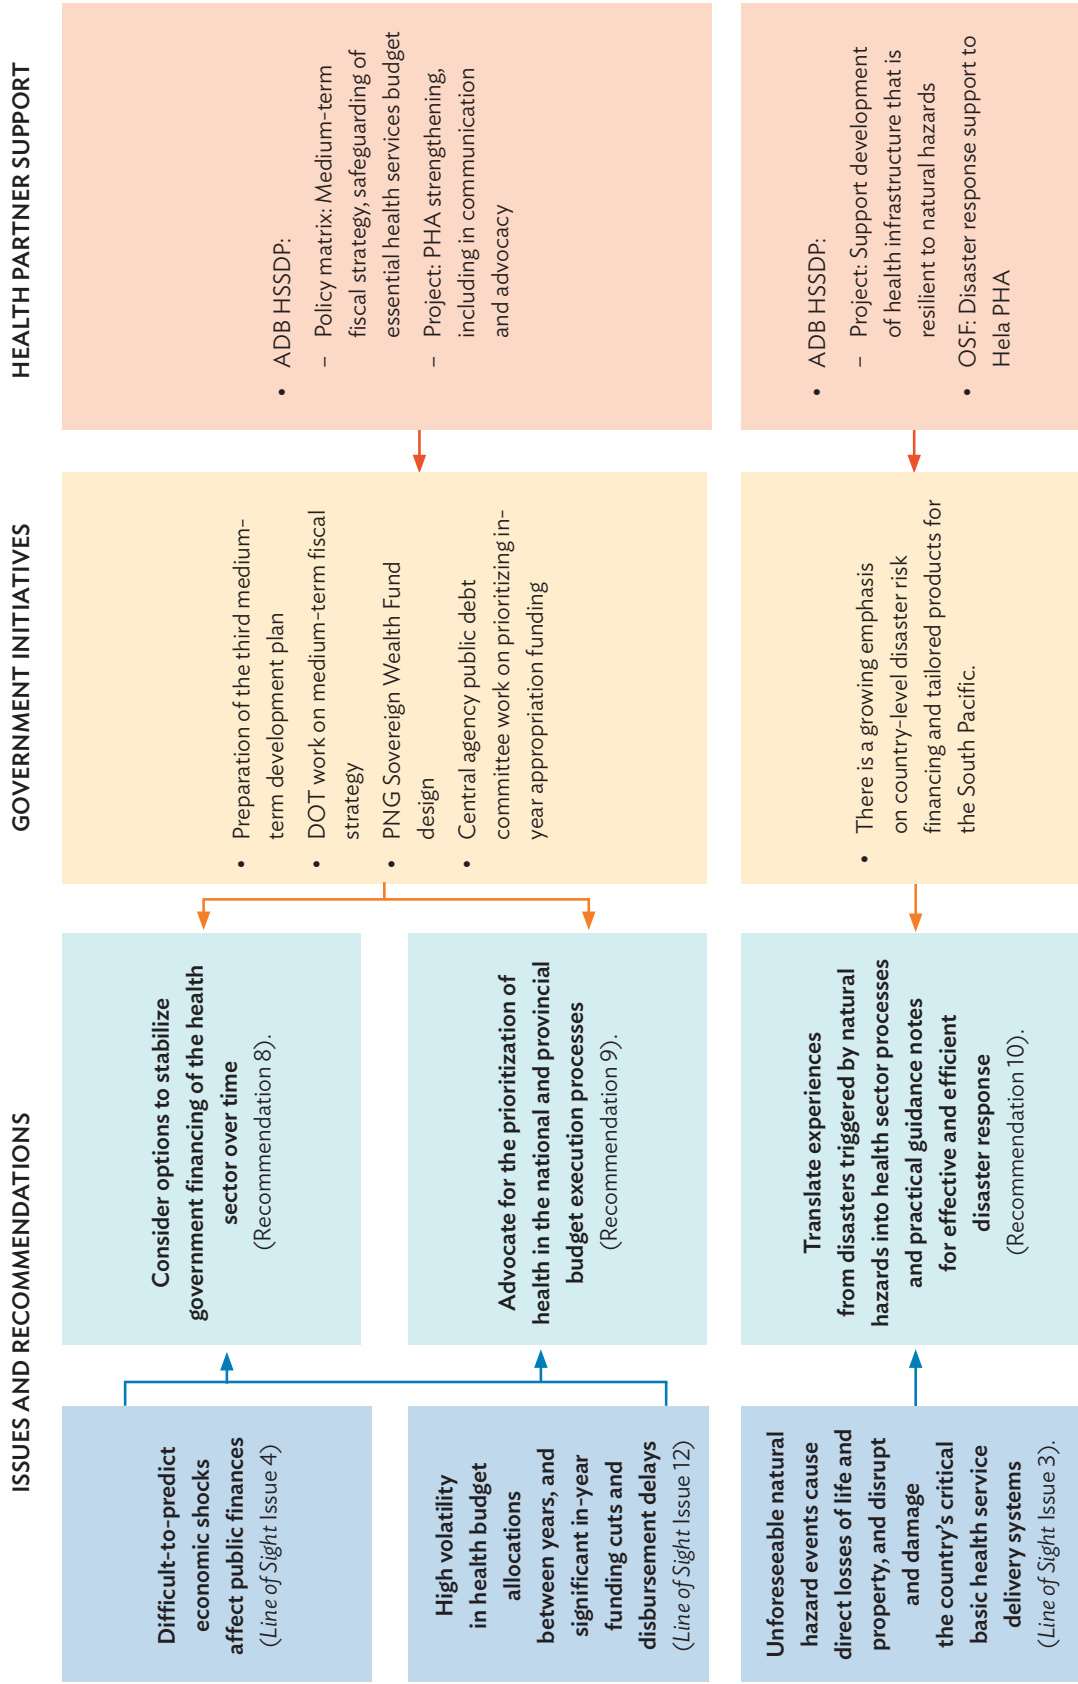 ISSUES AND RECOMMENDATIONS
GOVERNMENT INITIATIVES
HEALTH PARTNER SUPPORT
Difficult-to-predict
economic shocks
affect public finances
(Line of Sight Issue 4)
Consider options to stabilize
government financing of the health
sector over time
(Recommendation 8).
High volatility
in health budget
allocations
between years, and
significant in-year
funding cuts and
disbursement delays
(Line of Sight Issue 12)
Advocate for the prioritization of
health in the national and provincial
budget execution processes
(Recommendation 9).
• Preparation of the third medium-
term development plan
• DOT work on medium-term fiscal
strategy
• PNG Sovereign Wealth Fund
design
• Central agency public debt
committee work on prioritizing in-
year appropriation funding
• ADB HSSDP:
– Policy matrix: Medium-term
fiscal strategy, safeguarding of
essential health services budget
– Project: PHA strengthening,
including in communication
and advocacy
Unforeseeable natural
hazard events cause
direct losses of life and
property, and disrupt
and damage
the country's critical
basic health service
delivery systems
(Line of Sight Issue 3).
Translate experiences
from disasters triggered by natural
hazards into health sector processes
and practical guidance notes
for effective and efficient
disaster response
(Recommendation 10).
• There is a growing emphasis
on country-level disaster risk
financing and tailored products for
the South Pacific.
• ADB HSSDP:
– Project: Support development
of health infrastructure that is
resilient to natural hazards
• OSF: Disaster response support to
Hela PHA